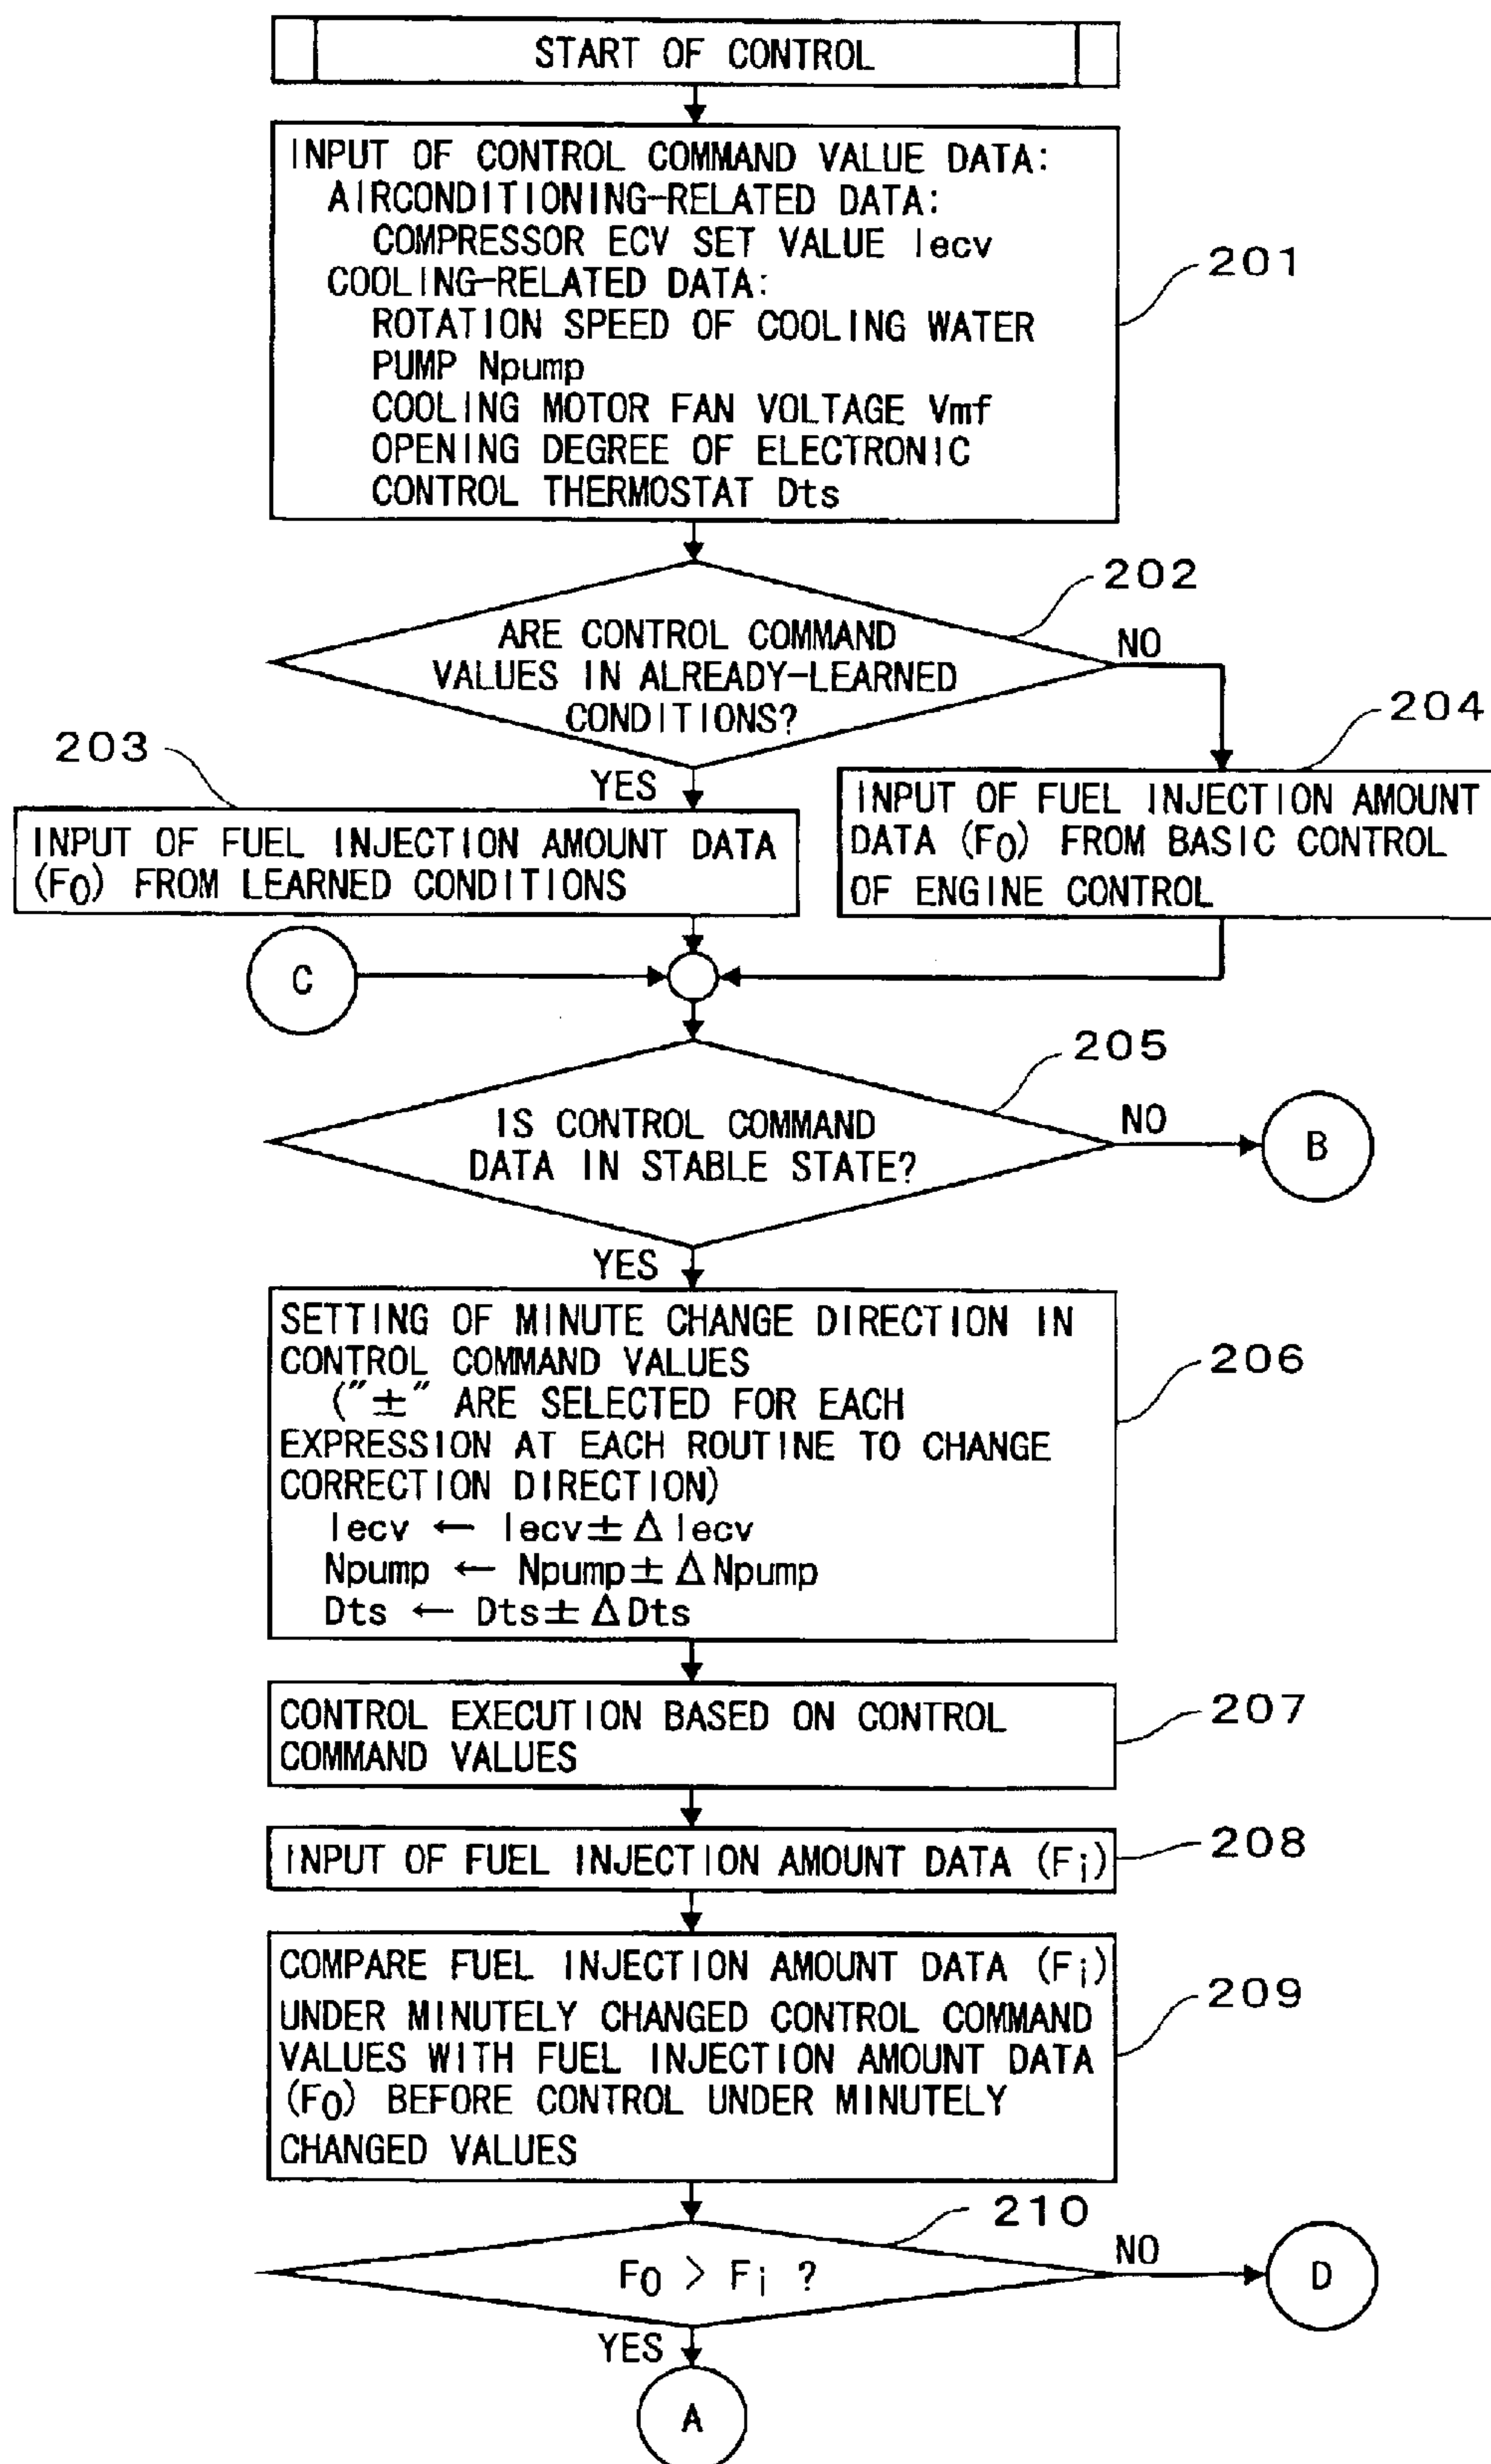 START OF CONTROL
INPUT OF CONTROL COMMAND VALUE DATA:
AIRCONDITIONING-RELATED DATA:
COMPRESSOR ECV SET VALUE Iecv
COOLING-RELATED DATA:
ROTATION SPEED OF COOLING WATER
PUMP Npump
COOLING MOTOR FAN VOLTAGE Vmf
OPENING DEGREE OF ELECTRONIC
CONTROL THERMOSTAT Dts
201
202
ARE CONTROL COMMAND
VALUES IN ALREADY-LEARNED
CONDITIONS?
NO
YES
203
INPUT OF FUEL INJECTION AMOUNT DATA
(F0) FROM LEARNED CONDITIONS
204
INPUT OF FUEL INJECTION AMOUNT
DATA (F0) FROM BASIC CONTROL
OF ENGINE CONTROL
C
205
IS CONTROL COMMAND
DATA IN STABLE STATE?
NO
B
YES
SETTING OF MINUTE CHANGE DIRECTION IN
CONTROL COMMAND VALUES
("±" ARE SELECTED FOR EACH
EXPRESSION AT EACH ROUTINE TO CHANGE
CORRECTION DIRECTION)
Iecv ← Iecv±ΔIecv
Npump ← Npump±ΔNpump
Dts ← Dts±ΔDts
206
CONTROL EXECUTION BASED ON CONTROL
COMMAND VALUES
207
INPUT OF FUEL INJECTION AMOUNT DATA (Fi)
208
COMPARE FUEL INJECTION AMOUNT DATA (Fi)
UNDER MINUTELY CHANGED CONTROL COMMAND
VALUES WITH FUEL INJECTION AMOUNT DATA
(F0) BEFORE CONTROL UNDER MINUTELY
CHANGED VALUES
209
210
F0 > Fi ?
NO
D
YES
A